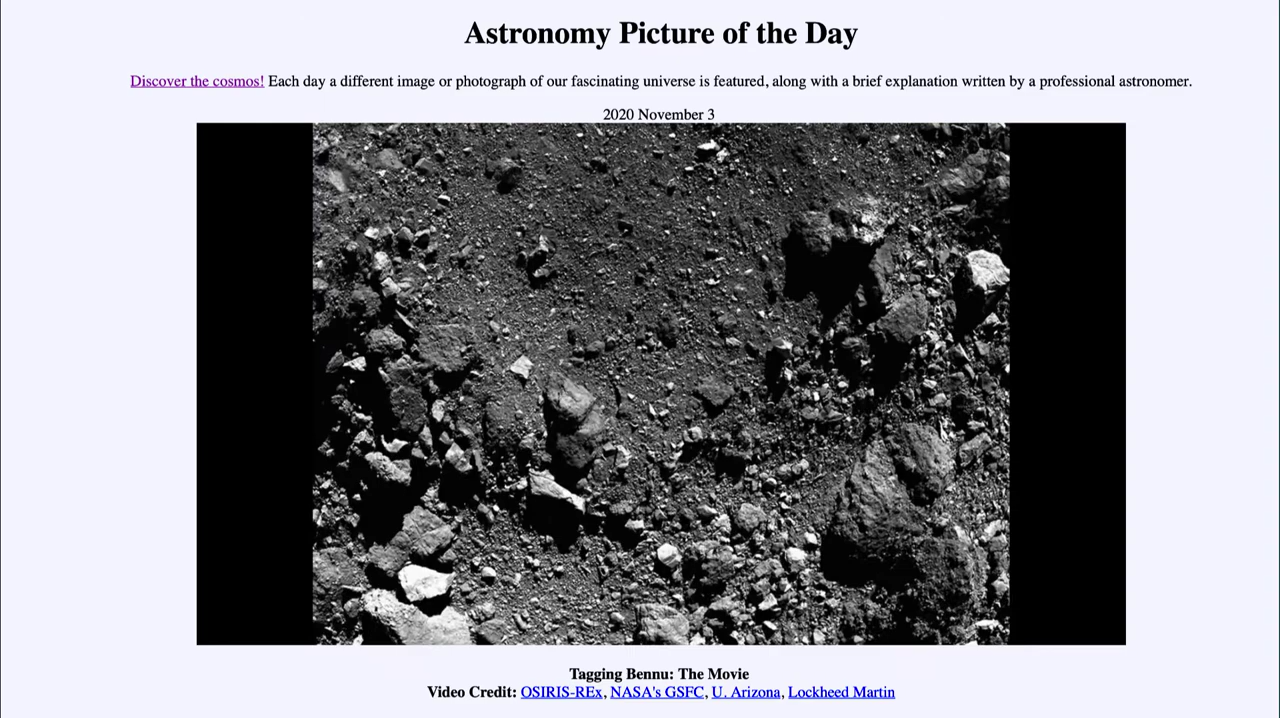 Astronomy Picture of the Day
Discover the cosmos! Each day a different image or photograph of our fascinating universe is featured, along with a brief explanation written by a professional astronomer.
2020 November 3
Tagging Bennu: The Movie
Video Credit: OSIRIS-REx, NASA's GSFC, U. Arizona, Lockheed Martin